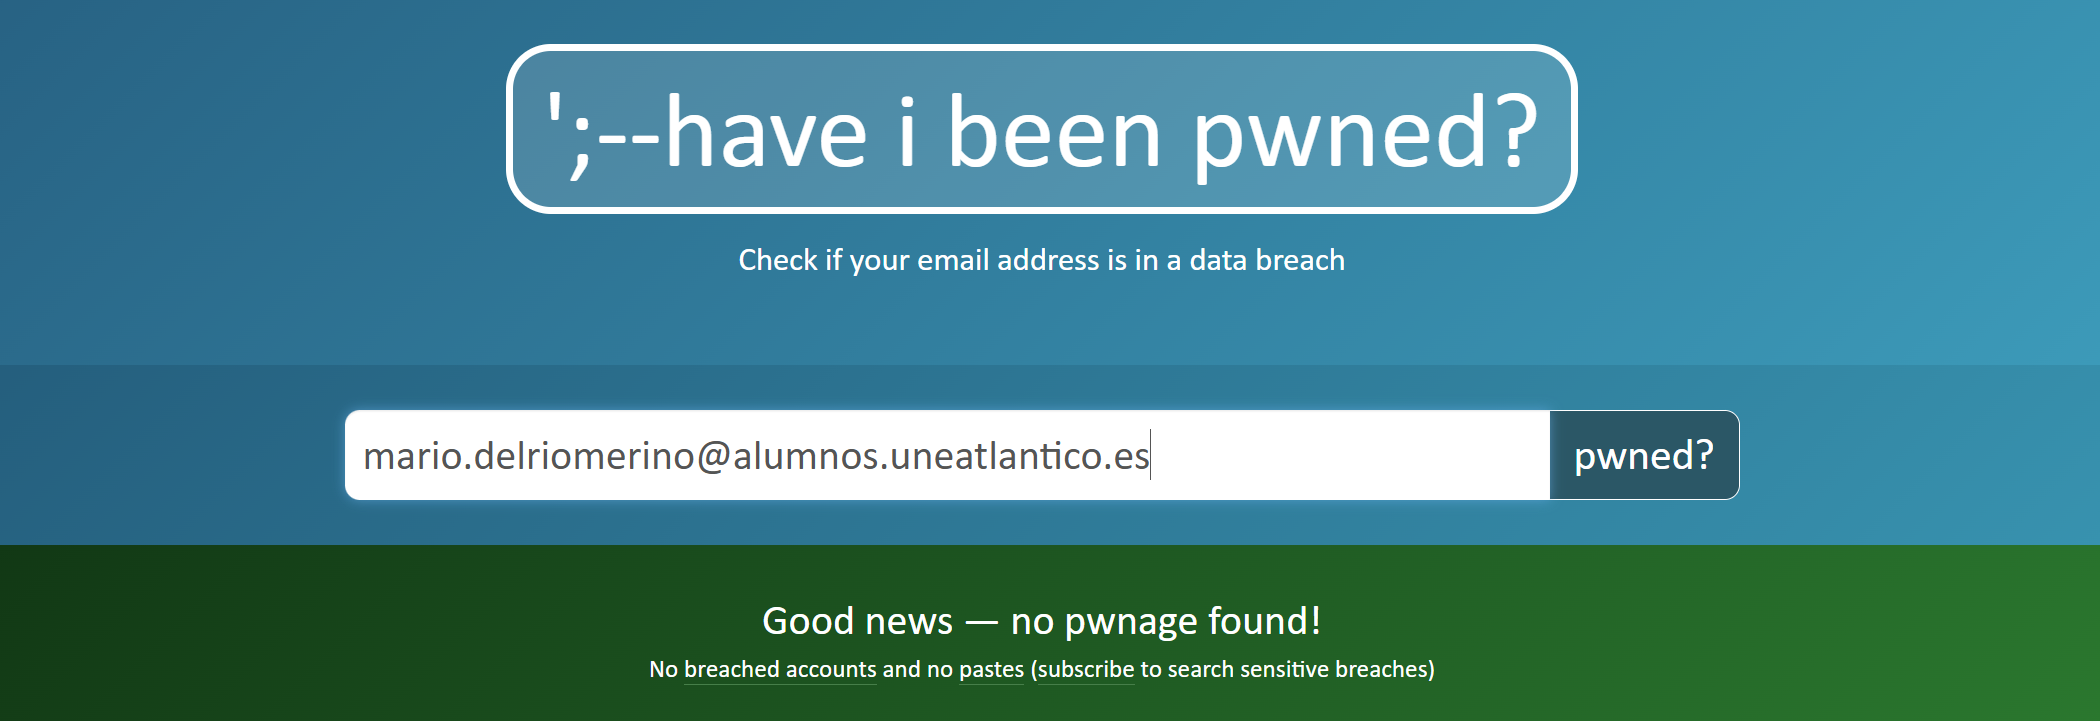 ';--have i been pwned?
Check if your email address is in a data breach
mario.delriomerino@alumnos.uneatlantico.es
pwned?
Good news — no pwnage found!
No breached accounts and no pastes (subscribe to search sensitive breaches)